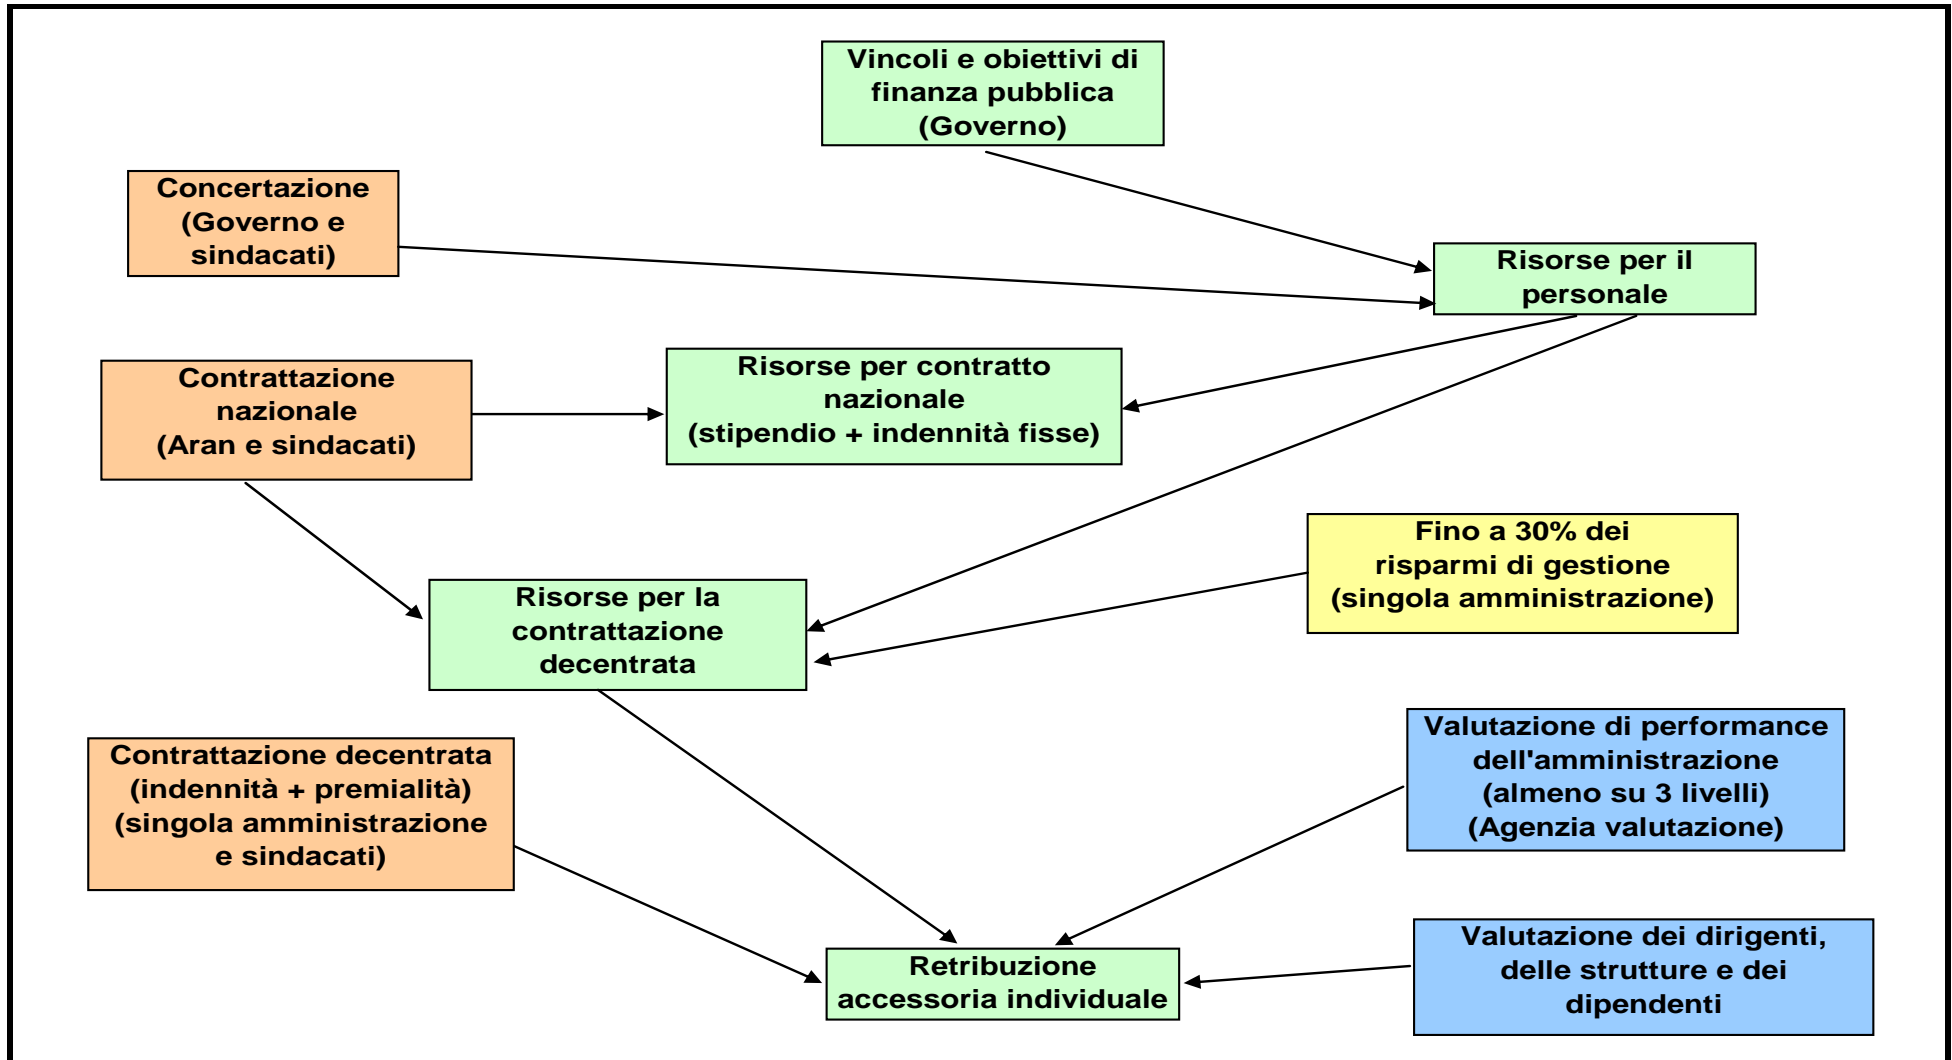 Vincoli e obiettivi di
finanza pubblica
(Governo)
Concertazione
(Governo e
sindacati)
Risorse per il
personale
Contrattazione
nazionale
(Aran e sindacati)
Risorse per contratto
nazionale
(stipendio + indennità fisse)
Fino a 30% dei
risparmi di gestione
(singola amministrazione)
Risorse per la
contrattazione
decentrata
Contrattazione decentrata
(indennità + premialità)
(singola amministrazione
e sindacati)
Valutazione di performance
dell'amministrazione
(almeno su 3 livelli)
(Agenzia valutazione)
Retribuzione
accessoria individuale
Valutazione dei dirigenti,
delle strutture e dei
dipendenti